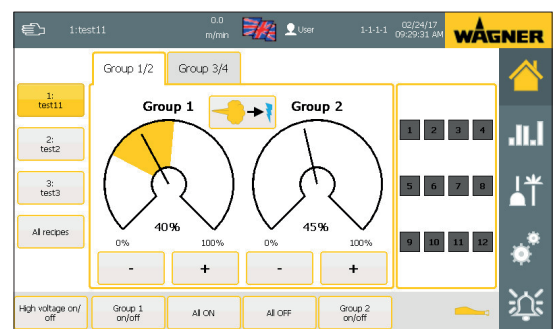 1:test11
0.0
m/min
User
1-1-1-1
02/24/17
09:29:31 AM
WAGNER
Group 1/2
Group 3/4
1:
test11
2:
test2
3:
test3
All recipes
Group 1
Group 2
40%
45%
0%
100%
0%
100%
-
+
-
+
1 2 3 4
5 6 7 8
9 10 11 12
High voltage on/
off
Group 1
on/off
All ON
All OFF
Group 2
on/off